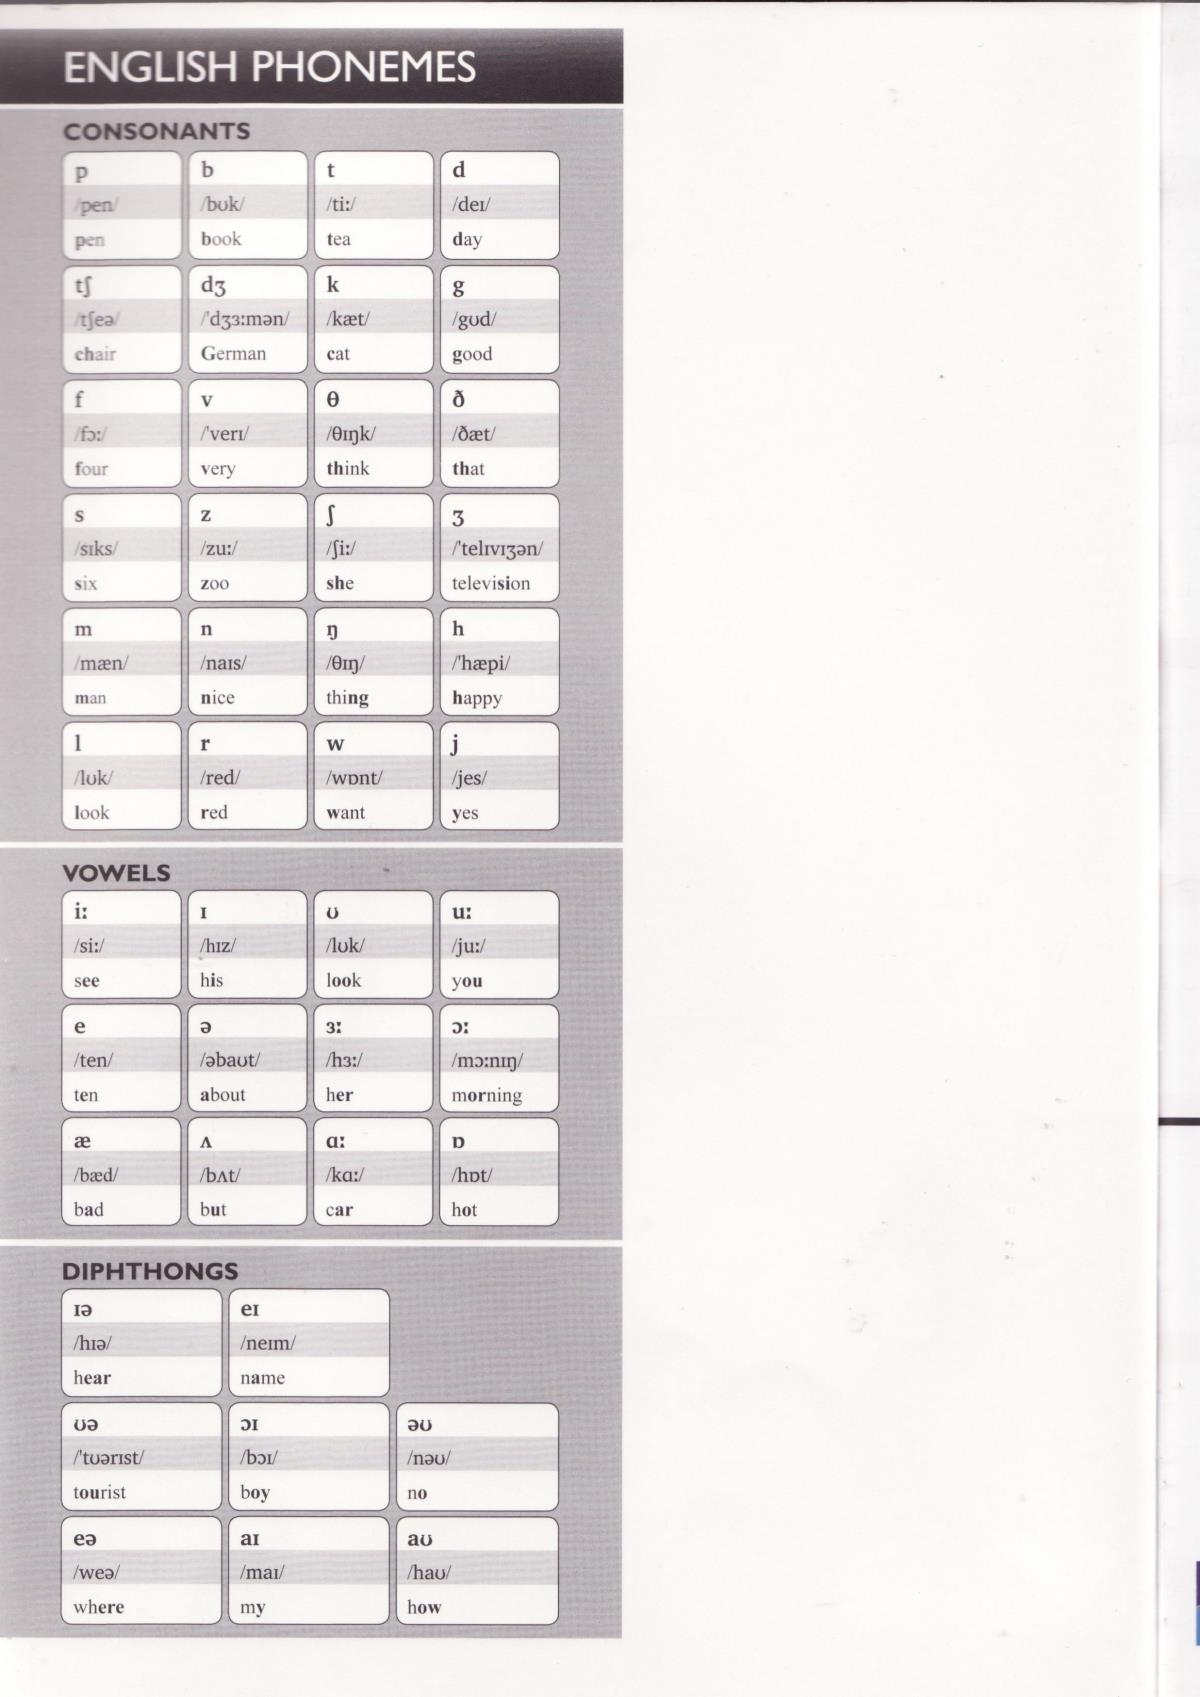 ENGLISH PHONEMES
CONSONANTS
p b t d
/pen/ /bʊk/ /tiː/ /deɪ/
pen book tea day
tʃ dʒ k g
/tʃeə/ /'dʒɜːmən/ /kæt/ /gʊd/
chair German cat good
f v θ ð
/fɔː/ /'verɪ/ /θɪŋk/ /ðæt/
four very think that
s z ʃ ʒ
/sɪks/ /zuː/ /ʃiː/ /'telɪvɪʒən/
six zoo she television
m n ŋ h
/mæn/ /naɪs/ /θɪŋ/ /'hæpi/
man nice thing happy
l r w j
/lʊk/ /red/ /wɒnt/ /jes/
look red want yes
VOWELS
iː ɪ ʊ uː
/siː/ /hɪz/ /lʊk/ /juː/
see his look you
e ə ɜː ɔː
/ten/ /əbaʊt/ /hɜː/ /mɔːnɪŋ/
ten about her morning
æ ʌ ɑː ɒ
/bæd/ /bʌt/ /kɑː/ /hɒt/
bad but car hot
DIPHTHONGS
ɪə eɪ
/hɪə/ /neɪm/
hear name
ʊə ɔɪ əʊ
/'tʊərɪst/ /bɔɪ/ /nəʊ/
tourist boy no
eə aɪ aʊ
/weə/ /maɪ/ /haʊ/
where my how